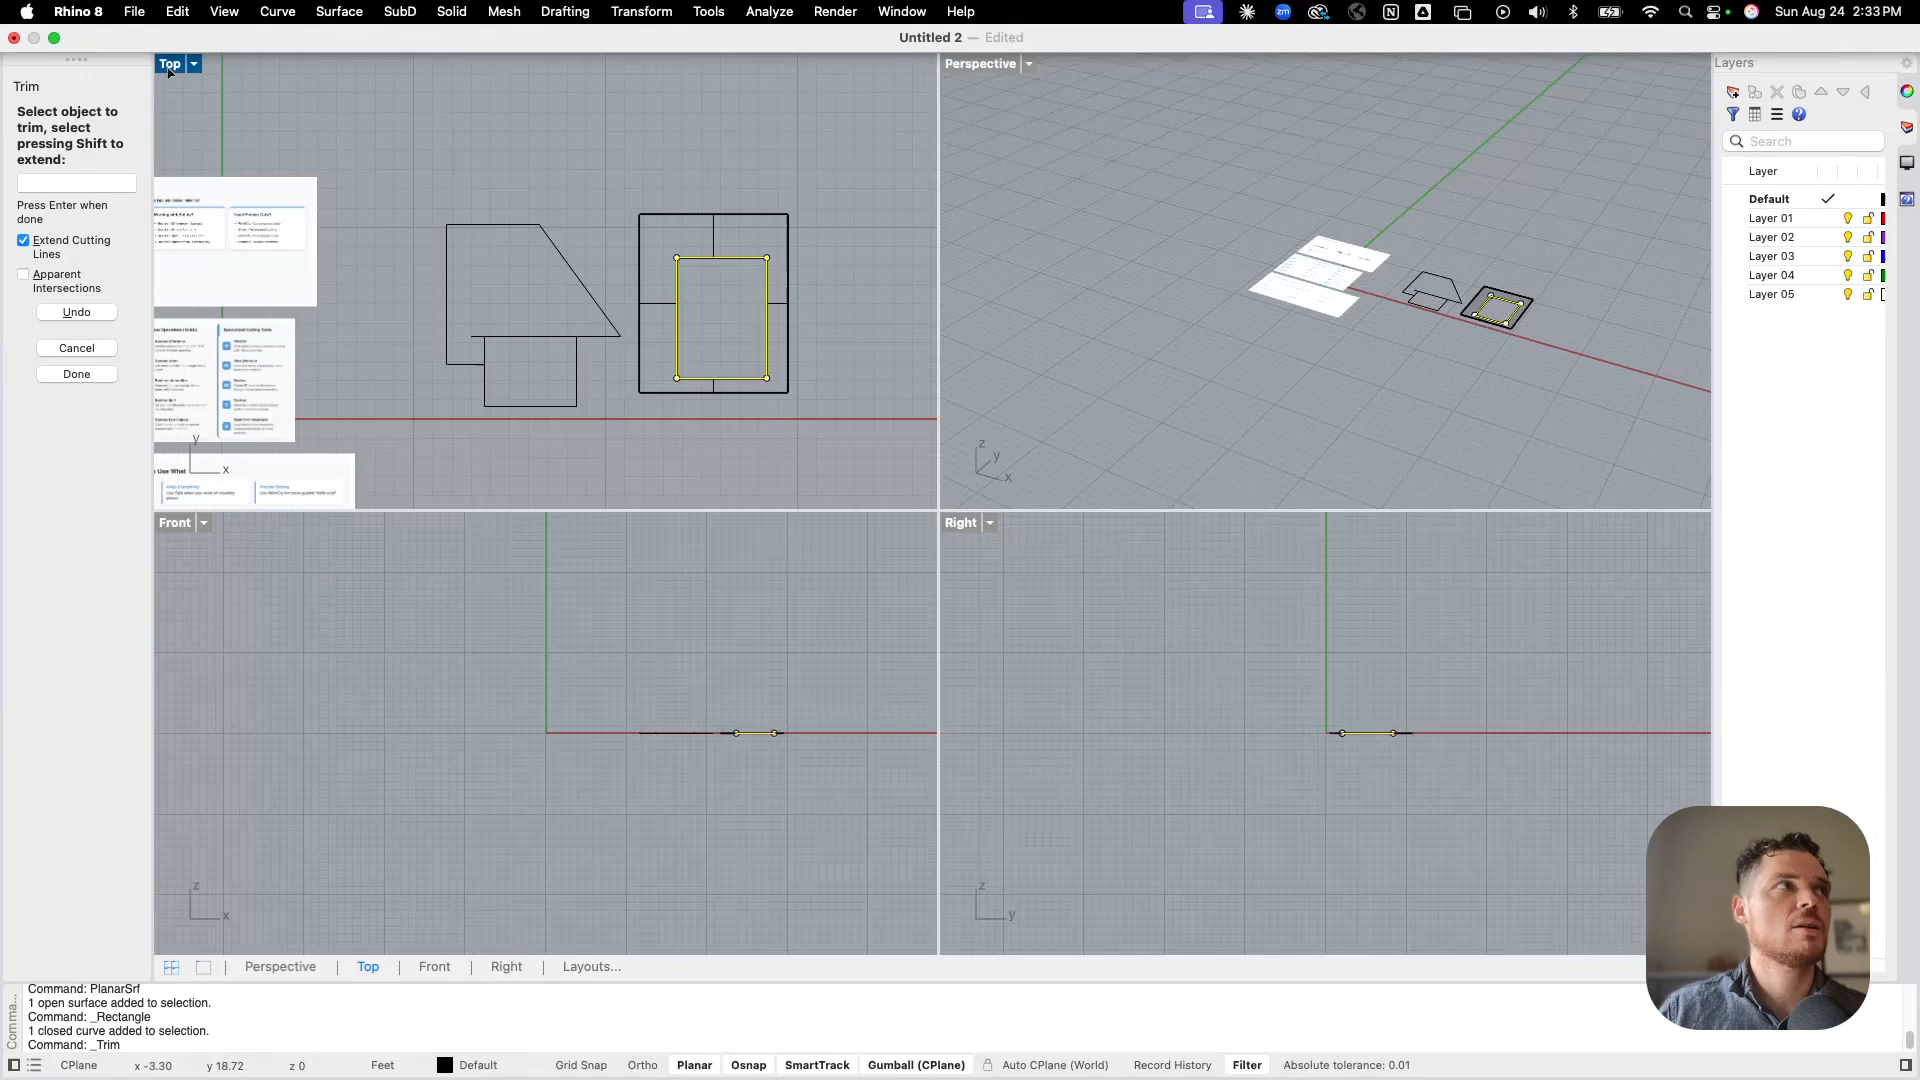 Rhino 8 File Edit View Curve Surface SubD Solid Mesh Drafting Transform Tools Analyze Render Window Help Sun Aug 24 2:33 PM
Untitled 2 — Edited
Trim
Select object to
trim, select
pressing Shift to
extend:
Press Enter when
done
Extend Cutting
Lines
Apparent
Intersections
Undo
Cancel
Done
Top
Perspective
Front
Right
y
x
z
y
x
z
x
z
y
Use What
Layers
Search
Layer
Default
Layer 01
Layer 02
Layer 03
Layer 04
Layer 05
Perspective Top Front Right Layouts...
Comma...
Command: PlanarSrf
1 open surface added to selection.
Command: _Rectangle
1 closed curve added to selection.
Command: _Trim
CPlane x -3.30 y 18.72 z 0 Feet Default Grid Snap Ortho Planar Osnap SmartTrack Gumball (CPlane) Auto CPlane (World) Record History Filter Absolute tolerance: 0.01